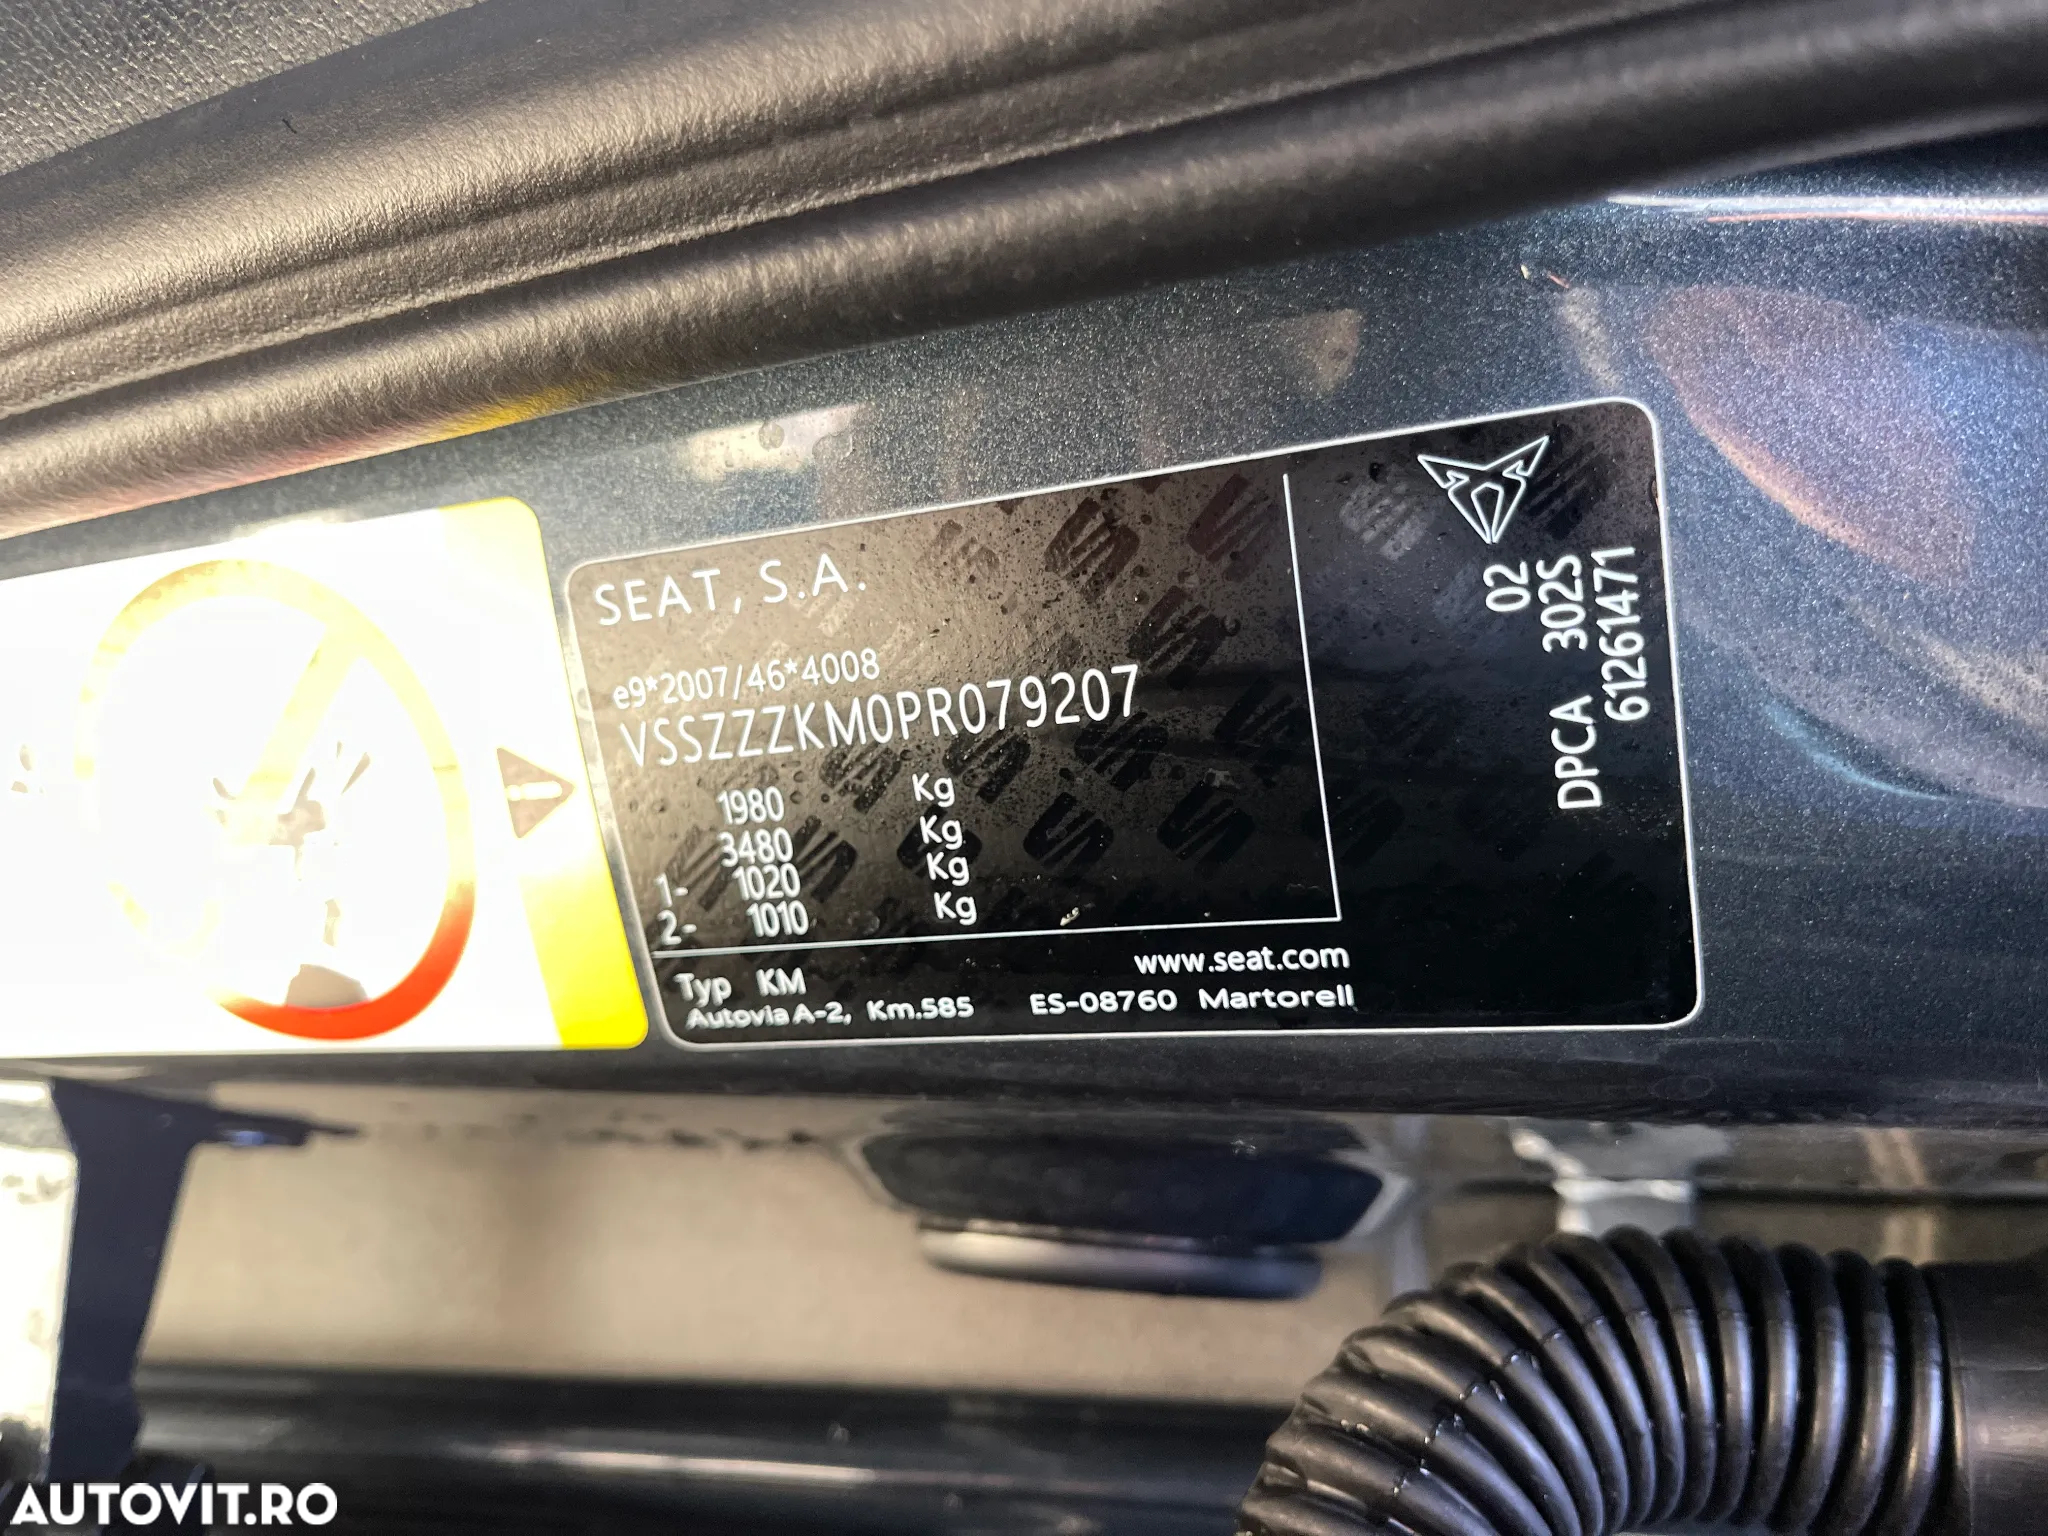 SEAT, S.A.
e9*2007/46*4008
VSSZZZKM0PR079207
1980 Kg
3480 Kg
1- 1020 Kg
2- 1010 Kg
Typ KM
www.seat.com
Autovia A-2, Km.585 ES-08760 Martorell
02
DPCA 302S
61261471
AUTOVIT.RO